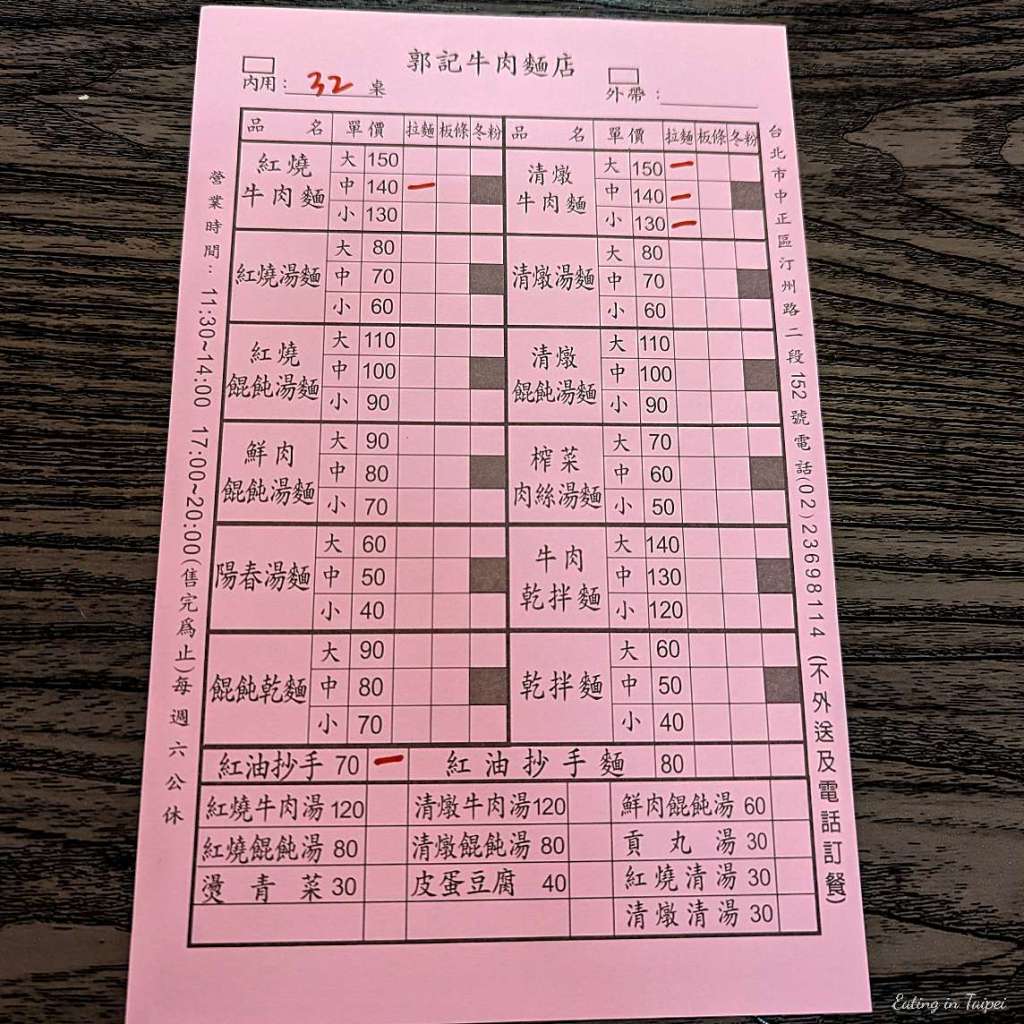 郭記牛肉麵店
內用：32 桌
外帶：
品名 單價 拉麵 板條 冬粉 品名 單價 拉麵 板條 冬粉
紅燒牛肉麵 大 150 清燉牛肉麵 大 150 一
中 140 一 中 140 一
小 130 小 130 一
紅燒湯麵 大 80 清燉湯麵 大 80
中 70 中 70
小 60 小 60
紅燒餛飩湯麵 大 110 清燉餛飩湯麵 大 110
中 100 中 100
小 90 小 90
鮮肉餛飩湯麵 大 90 榨菜肉絲湯麵 大 70
中 80 中 60
小 70 小 50
陽春湯麵 大 60 牛肉乾拌麵 大 140
中 50 中 130
小 40 小 120
餛飩乾麵 大 90 乾拌麵 大 60
中 80 中 50
小 70 小 40
紅油抄手 70 一 紅油抄手麵 80
紅燒牛肉湯 120 清燉牛肉湯 120 鮮肉餛飩湯 60
紅燒餛飩湯 80 清燉餛飩湯 80 貢丸湯 30
燙青菜 30 皮蛋豆腐 40 紅燒清湯 30
清燉清湯 30
營業時間：11:30~14:00 17:00~20:00(售完為止)每週六公休
台北市中正區汀州路二段152號電話(02)23698114(不外送及電話訂餐)
Eating in Taipei